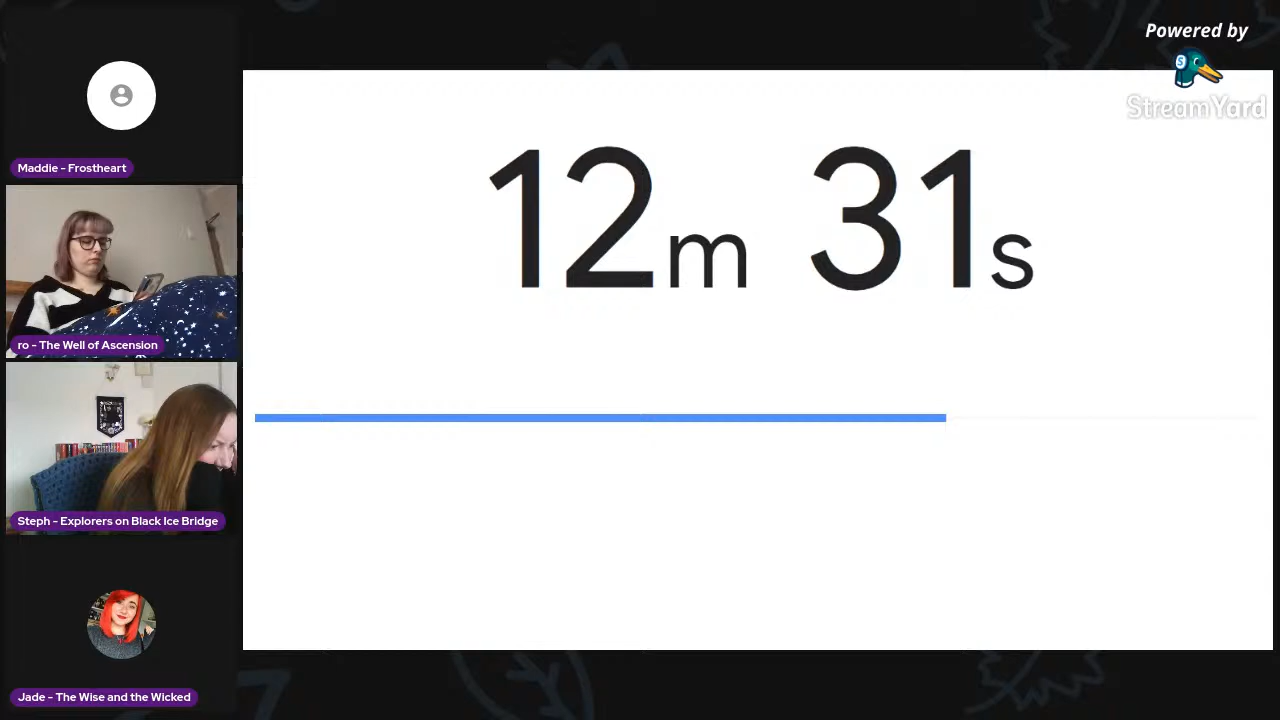 Powered by
StreamYard
Maddie - Frostheart
12m 31s
ro - The Well of Ascension
Steph - Explorers on Black Ice Bridge
Jade - The Wise and the Wicked